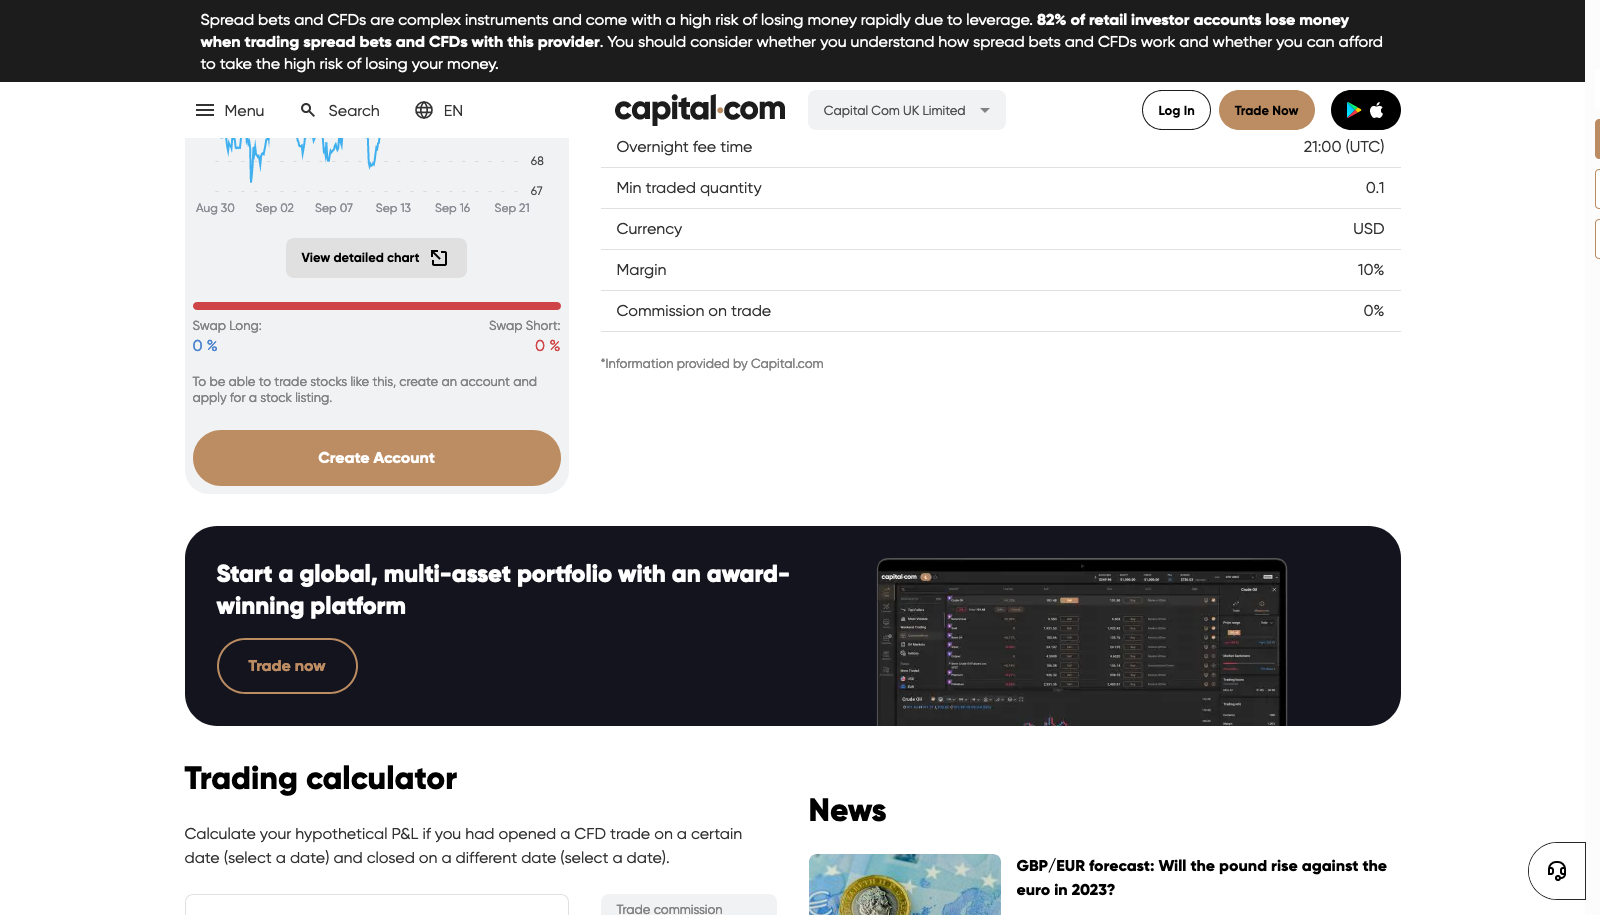 Spread bets and CFDs are complex instruments and come with a high risk of losing money rapidly due to leverage. 82% of retail investor accounts lose money
when trading spread bets and CFDs with this provider. You should consider whether you understand how spread bets and CFDs work and whether you can afford
to take the high risk of losing your money.
Menu
Search
EN
capital.com
Capital Com UK Limited
Log In
Trade Now
68
67
Aug 30
Sep 02
Sep 07
Sep 13
Sep 16
Sep 21
View detailed chart
Swap Long:
Swap Short:
0 %
0 %
To be able to trade stocks like this, create an account and
apply for a stock listing.
Create Account
Overnight fee time
21:00 (UTC)
Min traded quantity
0.1
Currency
USD
Margin
10%
Commission on trade
0%
*Information provided by Capital.com
Start a global, multi-asset portfolio with an award-
winning platform
Trade now
capital.com
Crude Oil
Crude Oil
Trading calculator
Calculate your hypothetical P&L if you had opened a CFD trade on a certain
date (select a date) and closed on a different date (select a date).
Trade commission
News
GBP/EUR forecast: Will the pound rise against the
euro in 2023?